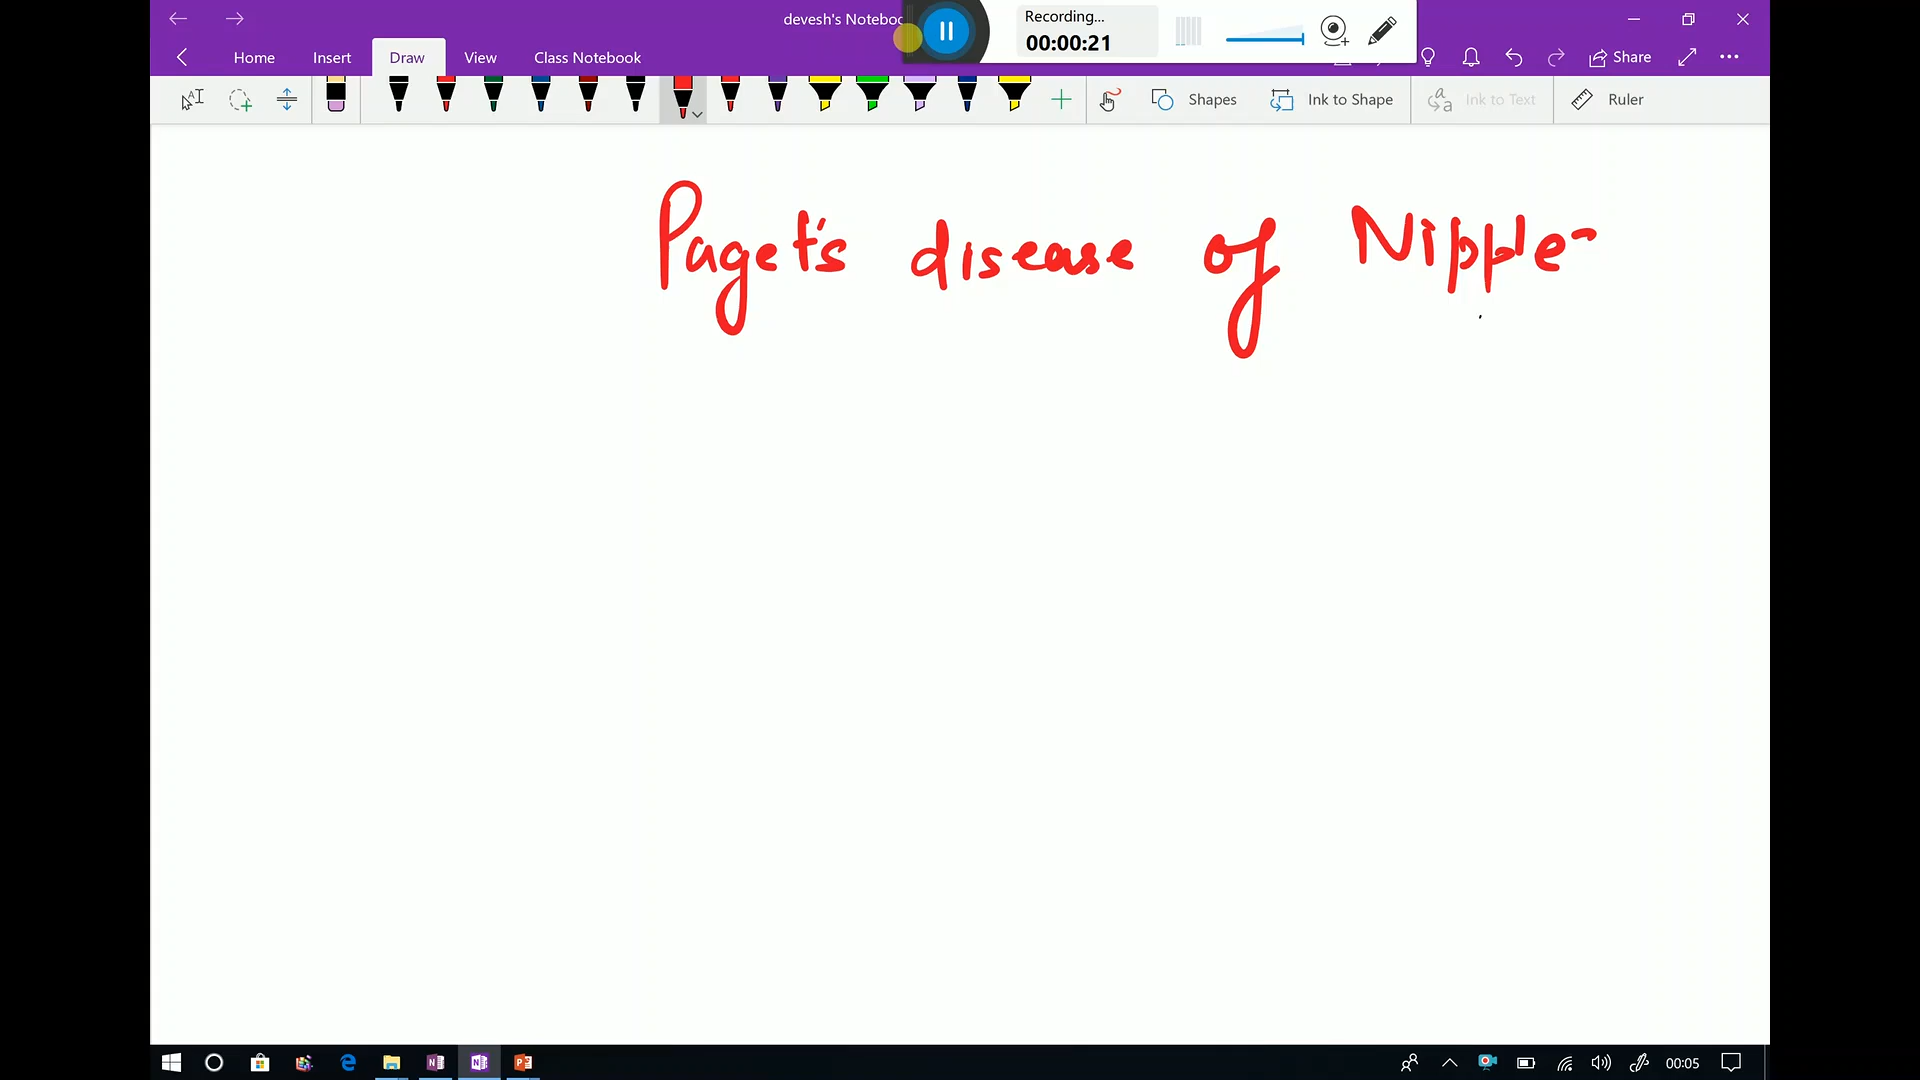 devesh's Noteboo
Recording...
00:00:21
Home Insert Draw View Class Notebook Share
Shapes Ink to Shape Ink to Text Ruler
Paget's disease of Nipple-
00:05